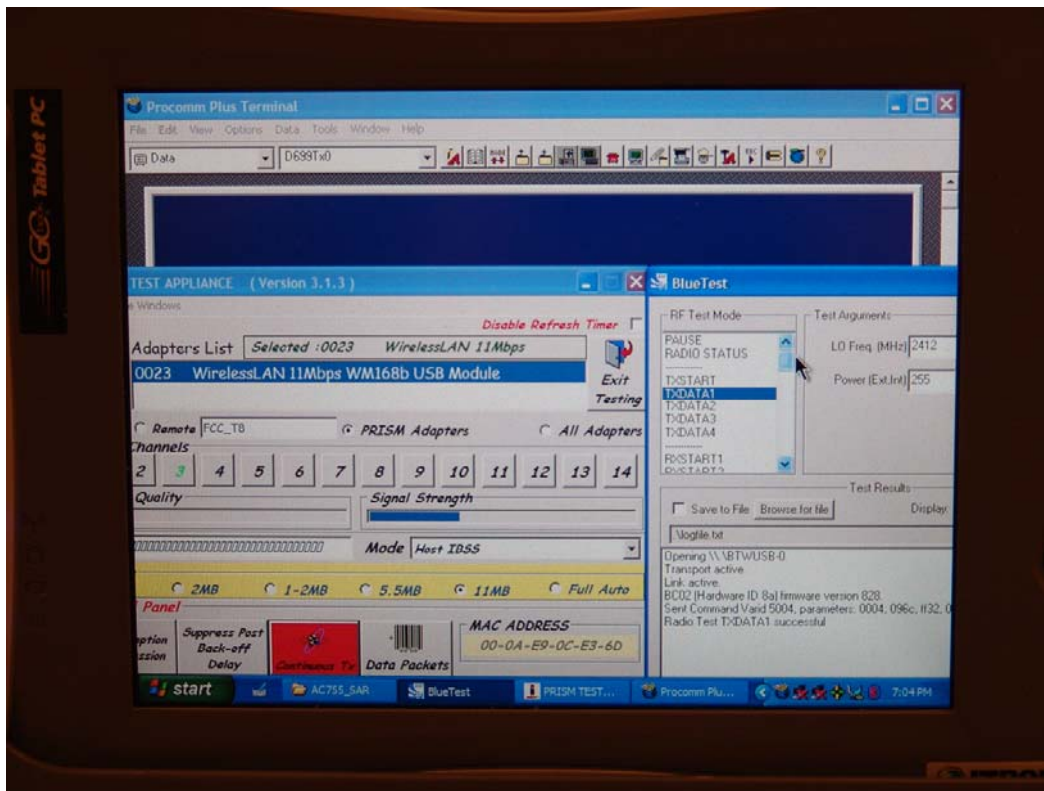 GO Tablet PC
Procomm Plus Terminal
File Edit View Options Data Tools Window Help
Data D699Tx0
TEST APPLIANCE ( Version 3.1.3 )
Windows
Disable Refresh Timer
Adapters List Selected :0023 WirelessLAN 11Mbps
0023 WirelessLAN 11Mbps WM168b USB Module
Exit
Testing
Remote FCC_T8 PRISM Adapters All Adapters
Channels
2 3 4 5 6 7 8 9 10 11 12 13 14
Quality Signal Strength
Mode Host IBSS
2MB 1-2MB 5.5MB 11MB Full Auto
Panel
Suppress Post
Back-off
Delay
Continuous Tx
Data Packets
MAC ADDRESS
00-0A-E9-0C-E3-6D
BlueTest
RF Test Mode
PAUSE
RADIO STATUS
TXSTART
TXDATA1
TXDATA2
TXDATA3
TXDATA4
RXSTART1
Test Arguments
LO Freq. (MHz) 2412
Power (Ext,Int) 255
Test Results
Save to File Browse for file Display:
.\logfile.txt
Opening \\.\BTWUSB-0
Transport active
Link active.
BC02 (Hardware ID 8a) firmware version 828.
Sent Command Varid 5004, parameters: 0004, 096c, ff32, 0
Radio Test TXDATA1 successful
start AC755_SAR BlueTest PRISM TEST... Procomm Plu... 7:04 PM